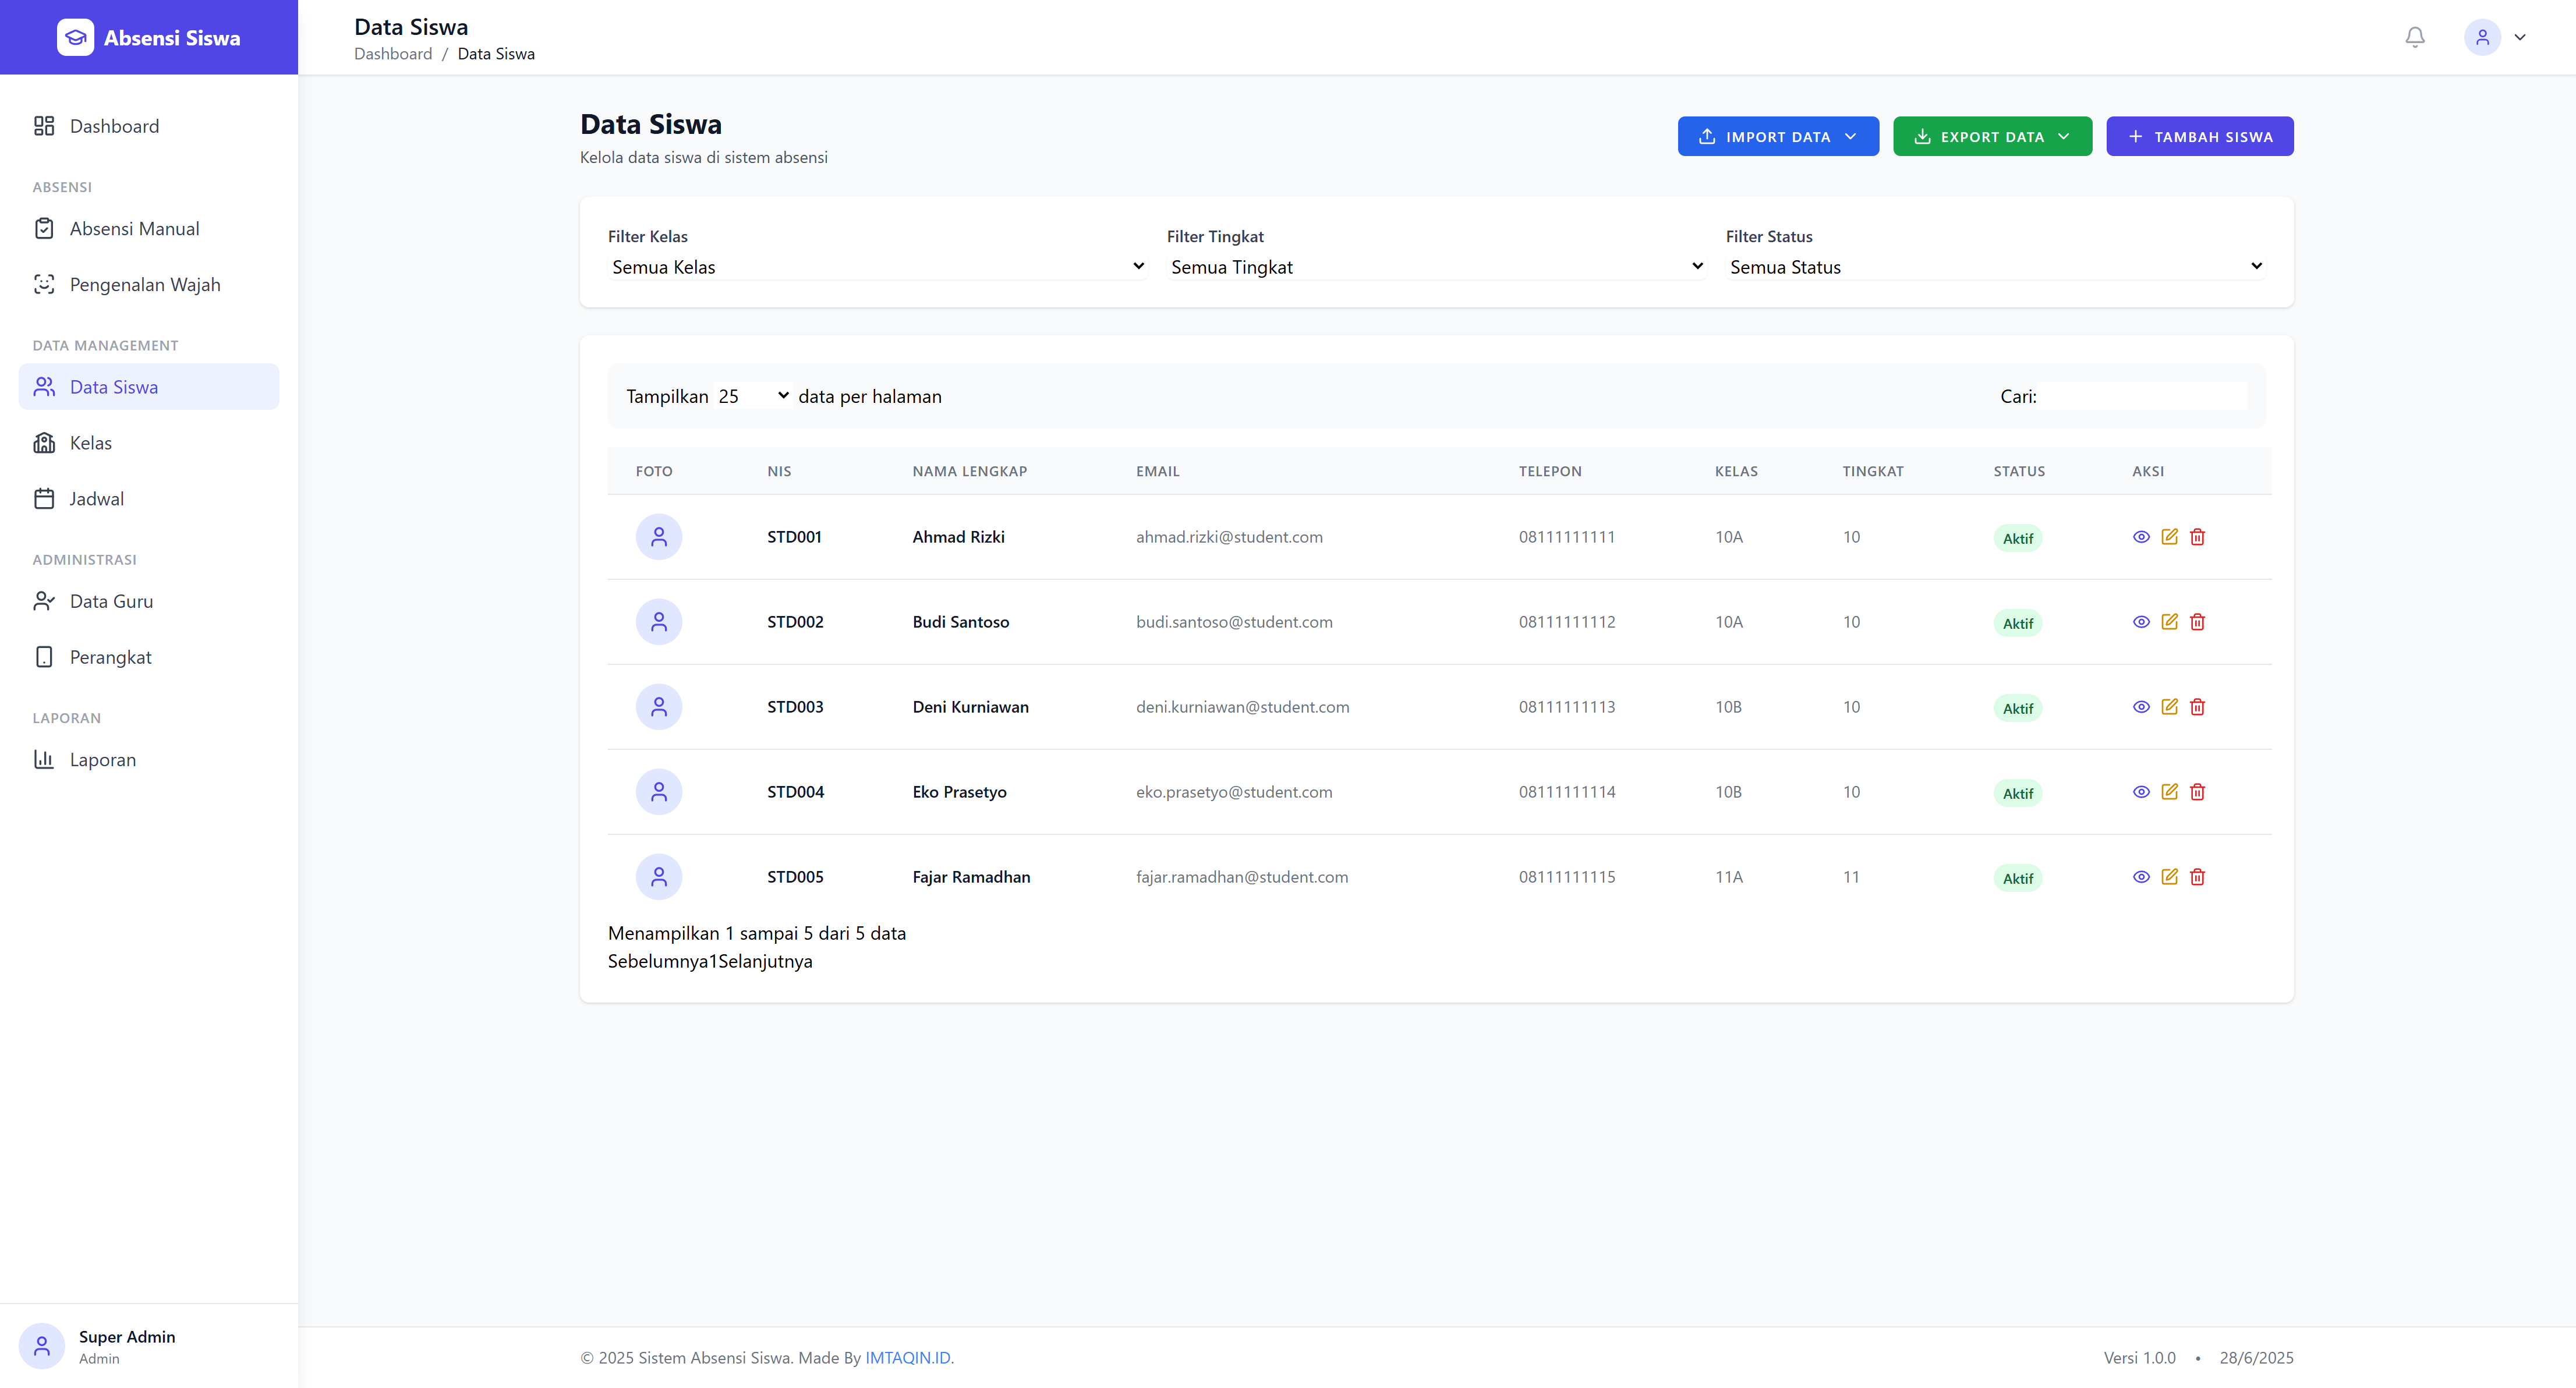 Absensi Siswa
Dashboard
ABSENSI
Absensi Manual
Pengenalan Wajah
DATA MANAGEMENT
Data Siswa
Kelas
Jadwal
ADMINISTRASI
Data Guru
Perangkat
LAPORAN
Laporan
Super Admin
Admin
Data Siswa
Dashboard / Data Siswa
Data Siswa
Kelola data siswa di sistem absensi
IMPORT DATA EXPORT DATA + TAMBAH SISWA
Filter Kelas Filter Tingkat Filter Status
Semua Kelas Semua Tingkat Semua Status
Tampilkan 25 data per halaman Cari:
FOTO NIS NAMA LENGKAP EMAIL TELEPON KELAS TINGKAT STATUS AKSI
STD001 Ahmad Rizki ahmad.rizki@student.com 08111111111 10A 10 Aktif
STD002 Budi Santoso budi.santoso@student.com 08111111112 10A 10 Aktif
STD003 Deni Kurniawan deni.kurniawan@student.com 08111111113 10B 10 Aktif
STD004 Eko Prasetyo eko.prasetyo@student.com 08111111114 10B 10 Aktif
STD005 Fajar Ramadhan fajar.ramadhan@student.com 08111111115 11A 11 Aktif
Menampilkan 1 sampai 5 dari 5 data
Sebelumnya1Selanjutnya
© 2025 Sistem Absensi Siswa. Made By IMTAQIN.ID. Versi 1.0.0 • 28/6/2025